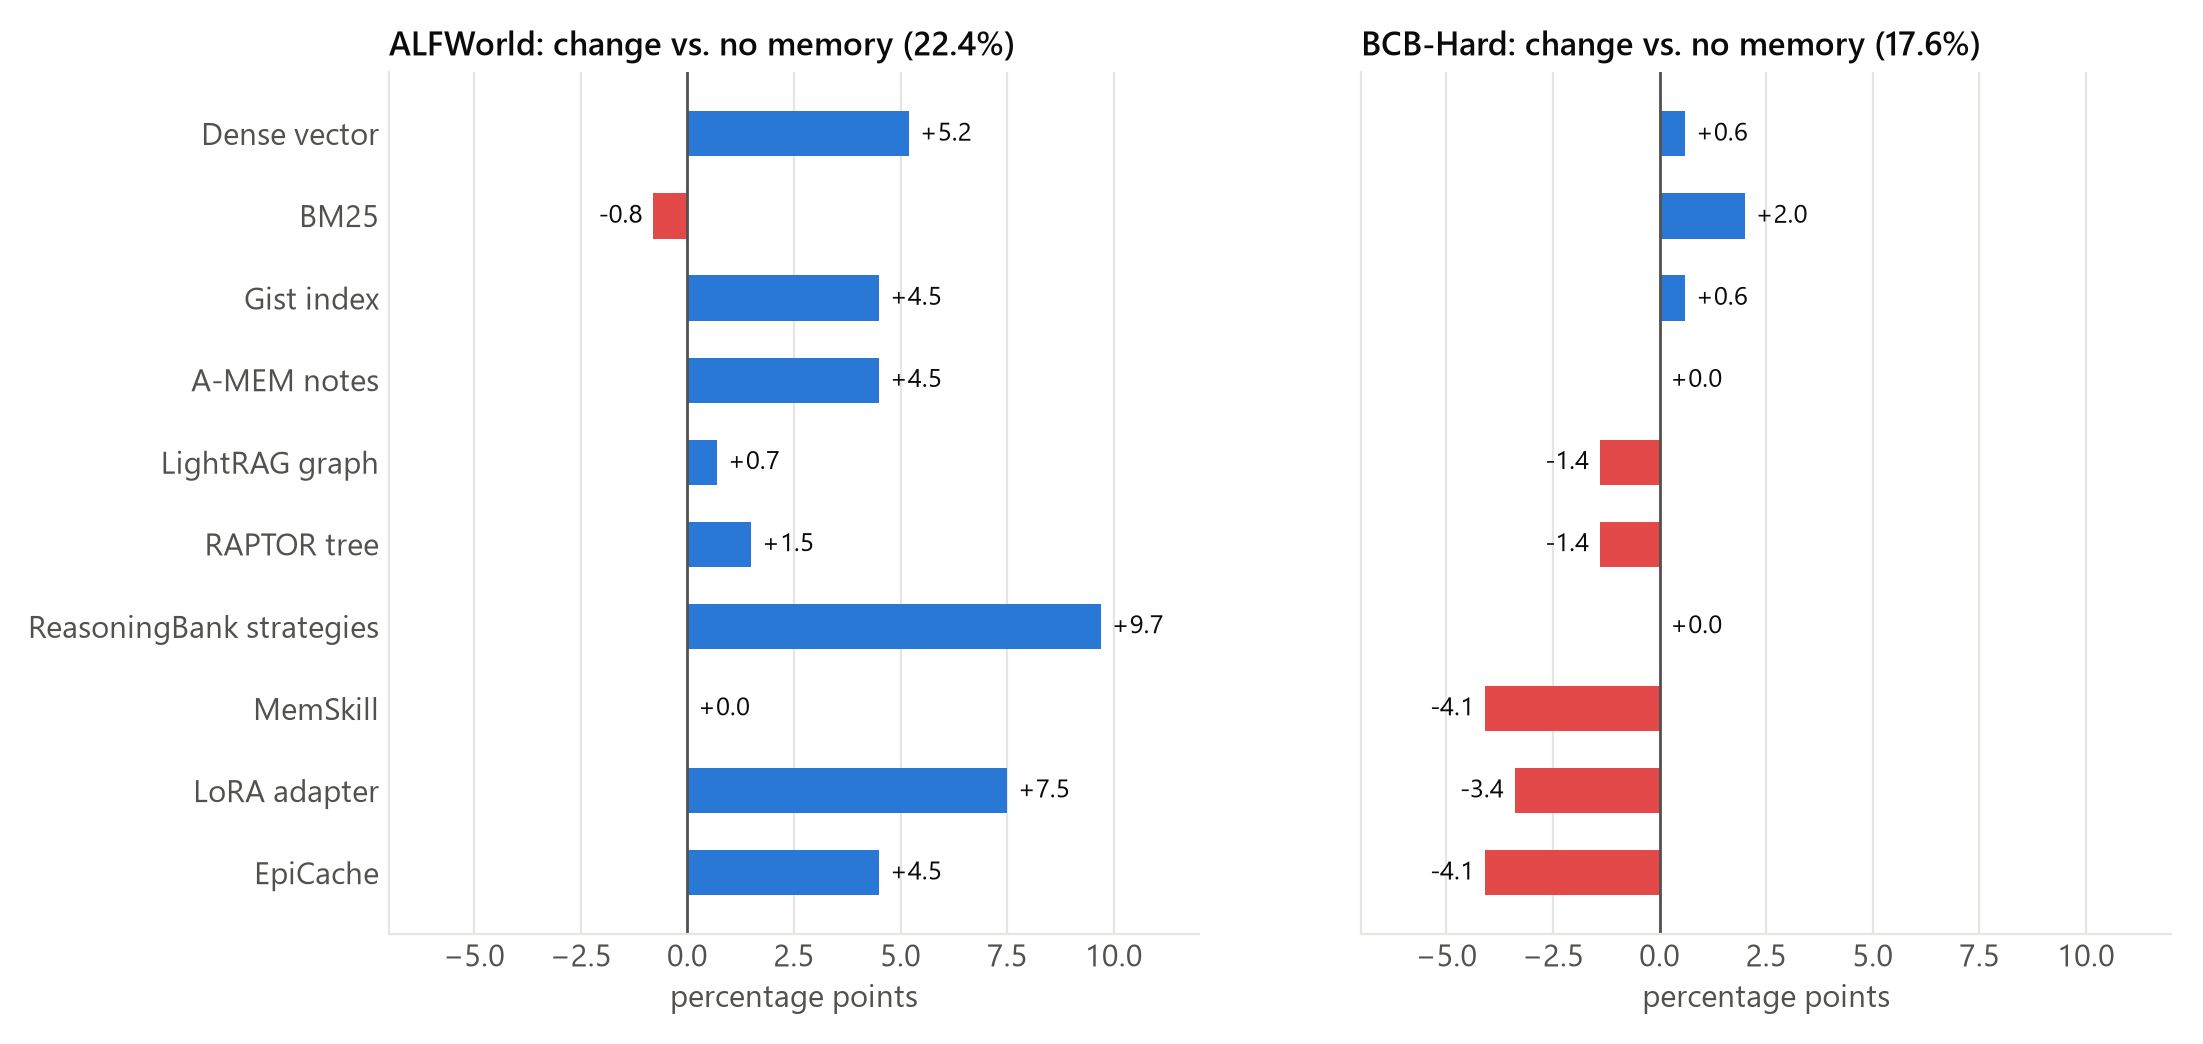 ALFWorld: change vs. no memory (22.4%)
Dense vector
+5.2
BM25
-0.8
Gist index
+4.5
A-MEM notes
+4.5
LightRAG graph
+0.7
RAPTOR tree
+1.5
ReasoningBank strategies
+9.7
MemSkill
+0.0
LoRA adapter
+7.5
EpiCache
+4.5
−5.0 −2.5 0.0 2.5 5.0 7.5 10.0
percentage points
BCB-Hard: change vs. no memory (17.6%)
+0.6
+2.0
+0.6
+0.0
-1.4
-1.4
+0.0
-4.1
-3.4
-4.1
−5.0 −2.5 0.0 2.5 5.0 7.5 10.0
percentage points